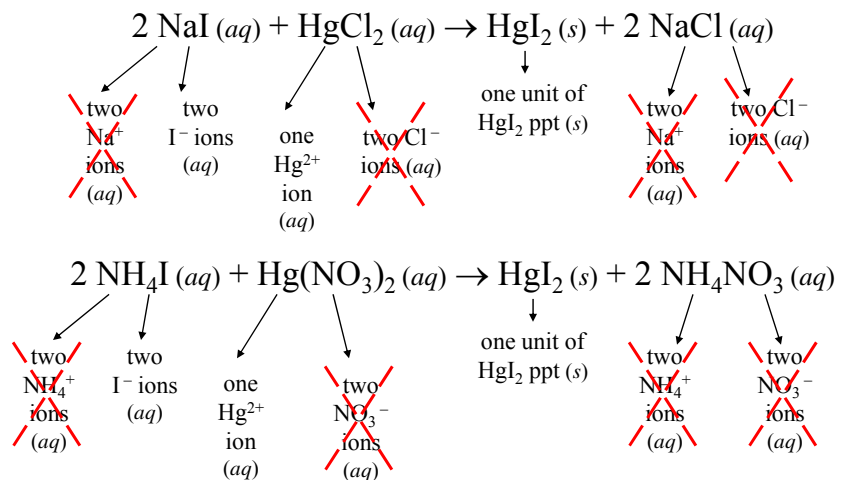 2 NaI (aq) + HgCl₂ (aq) → HgI₂ (s) + 2 NaCl (aq)
two
Na⁺
ions
(aq)
two
I⁻ ions
(aq)
one
Hg²⁺
ion
(aq)
two Cl⁻
ions (aq)
one unit of
HgI₂ ppt (s)
two
Na⁺
ions
(aq)
two Cl⁻
ions (aq)
2 NH₄I (aq) + Hg(NO₃)₂ (aq) → HgI₂ (s) + 2 NH₄NO₃ (aq)
two
NH₄⁺
ions
(aq)
two
I⁻ ions
(aq)
one
Hg²⁺
ion
(aq)
two
NO₃⁻
ions
(aq)
one unit of
HgI₂ ppt (s)
two
NH₄⁺
ions
(aq)
two
NO₃⁻
ions
(aq)